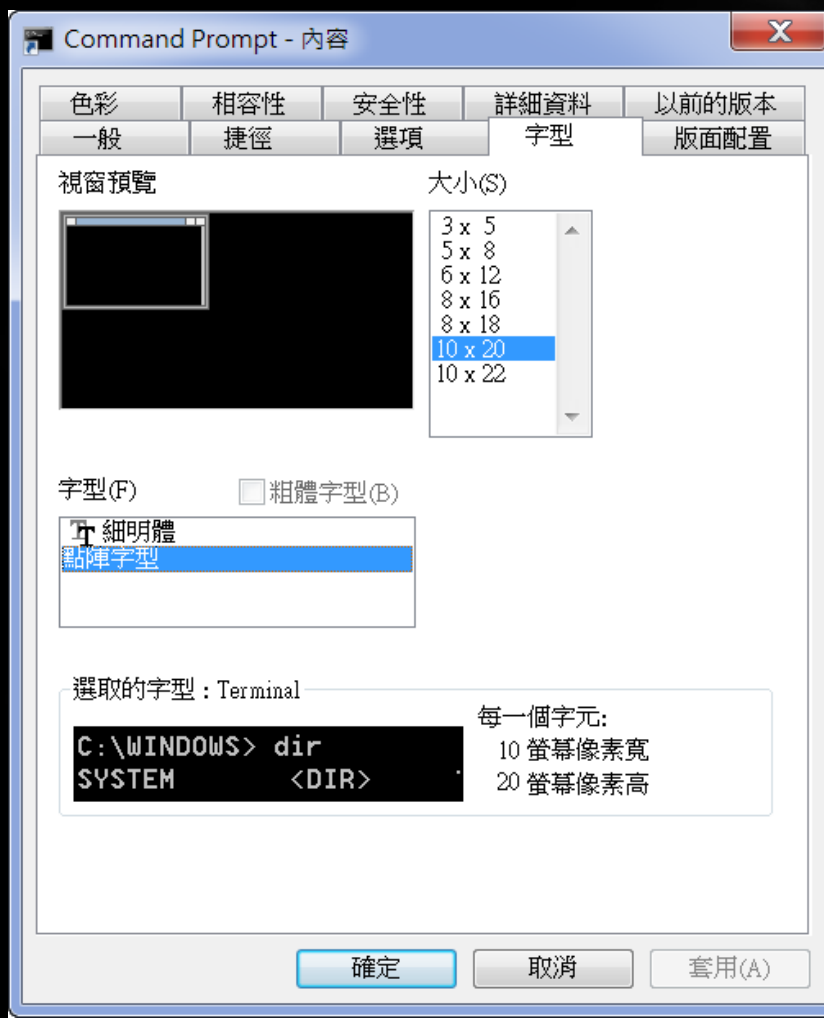 Command Prompt - 內容
色彩 相容性 安全性 詳細資料 以前的版本
一般 捷徑 選項 字型 版面配置
視窗預覽
大小(S)
3 x 5
5 x 8
6 x 12
8 x 16
8 x 18
10 x 20
10 x 22
字型(F)
粗體字型(B)
細明體
點陣字型
選取的字型 : Terminal
C:\WINDOWS> dir
SYSTEM <DIR>
每一個字元:
10 螢幕像素寬
20 螢幕像素高
確定 取消 套用(A)